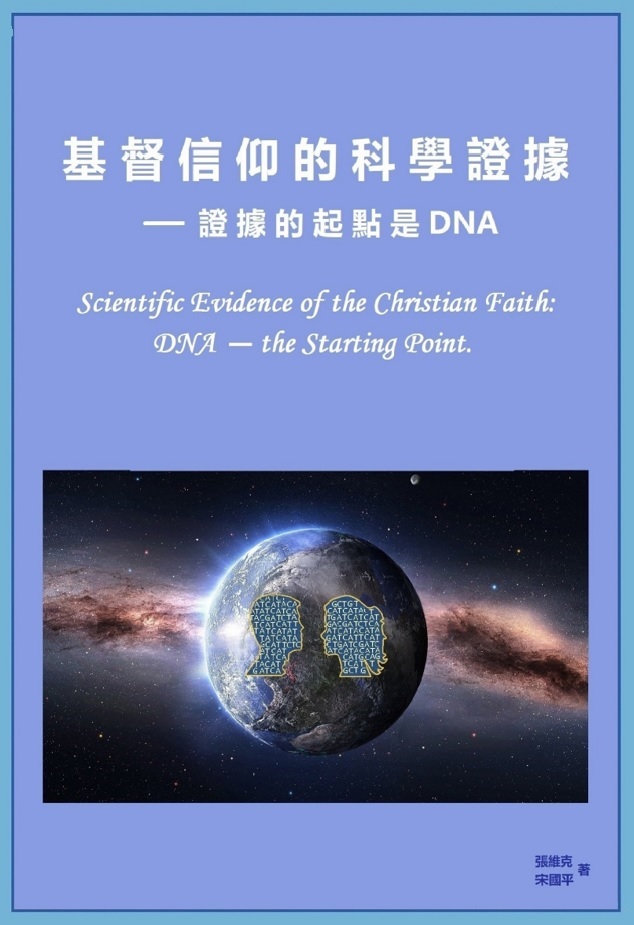 基督信仰的科學證據
— 證據的起點是DNA
Scientific Evidence of the Christian Faith:
DNA — the Starting Point.
張維克
宋國平 著